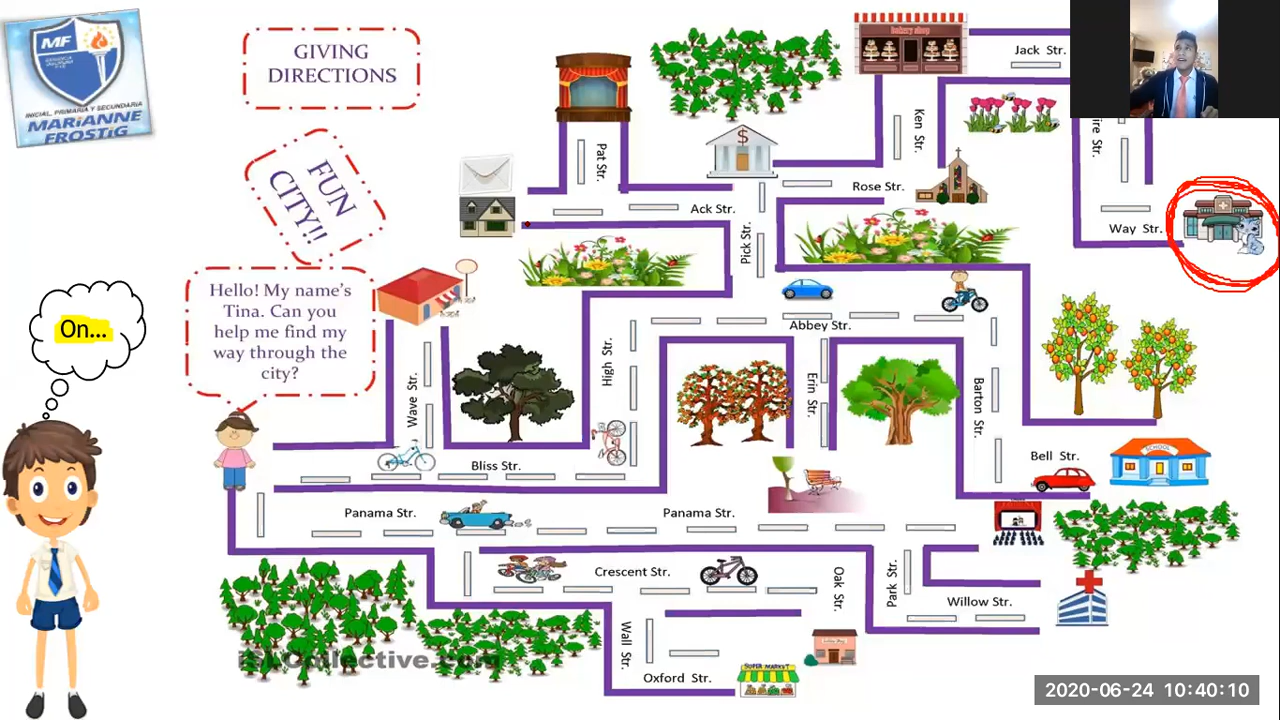 MF
INICIAL, PRIMARIA Y SECUNDARIA
MARIANNE
FROSTIG
GIVING
DIRECTIONS
FUN
CITY!!
Hello! My name's
Tina. Can you
help me find my
way through the
city?
On...
bakery shop
Jack Str.
Ken Str.
Pat Str.
$
Rose Str.
Ack Str.
Pick Str.
Way Str.
Abbey Str.
High Str.
Wave Str.
Erin Str.
Barton Str.
Bliss Str.
Bell Str.
SCHOOL
Panama Str.
Panama Str.
Crescent Str.
Oak Str.
Park Str.
Willow Str.
Wall Str.
Oxford Str.
SUPER MARKET
2020-06-24 10:40:10